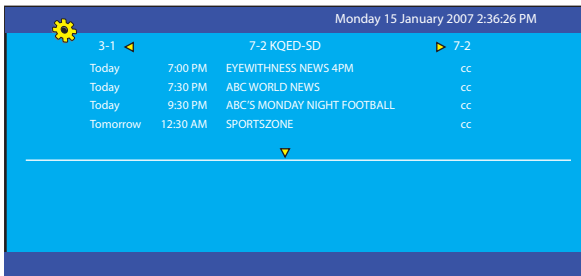 Monday 15 January 2007 2:36:26 PM
3-1 7-2 KQED-SD 7-2
Today 7:00 PM EYEWITHNESS NEWS 4PM cc
Today 7:30 PM ABC WORLD NEWS cc
Today 9:30 PM ABC'S MONDAY NIGHT FOOTBALL cc
Tomorrow 12:30 AM SPORTSZONE cc